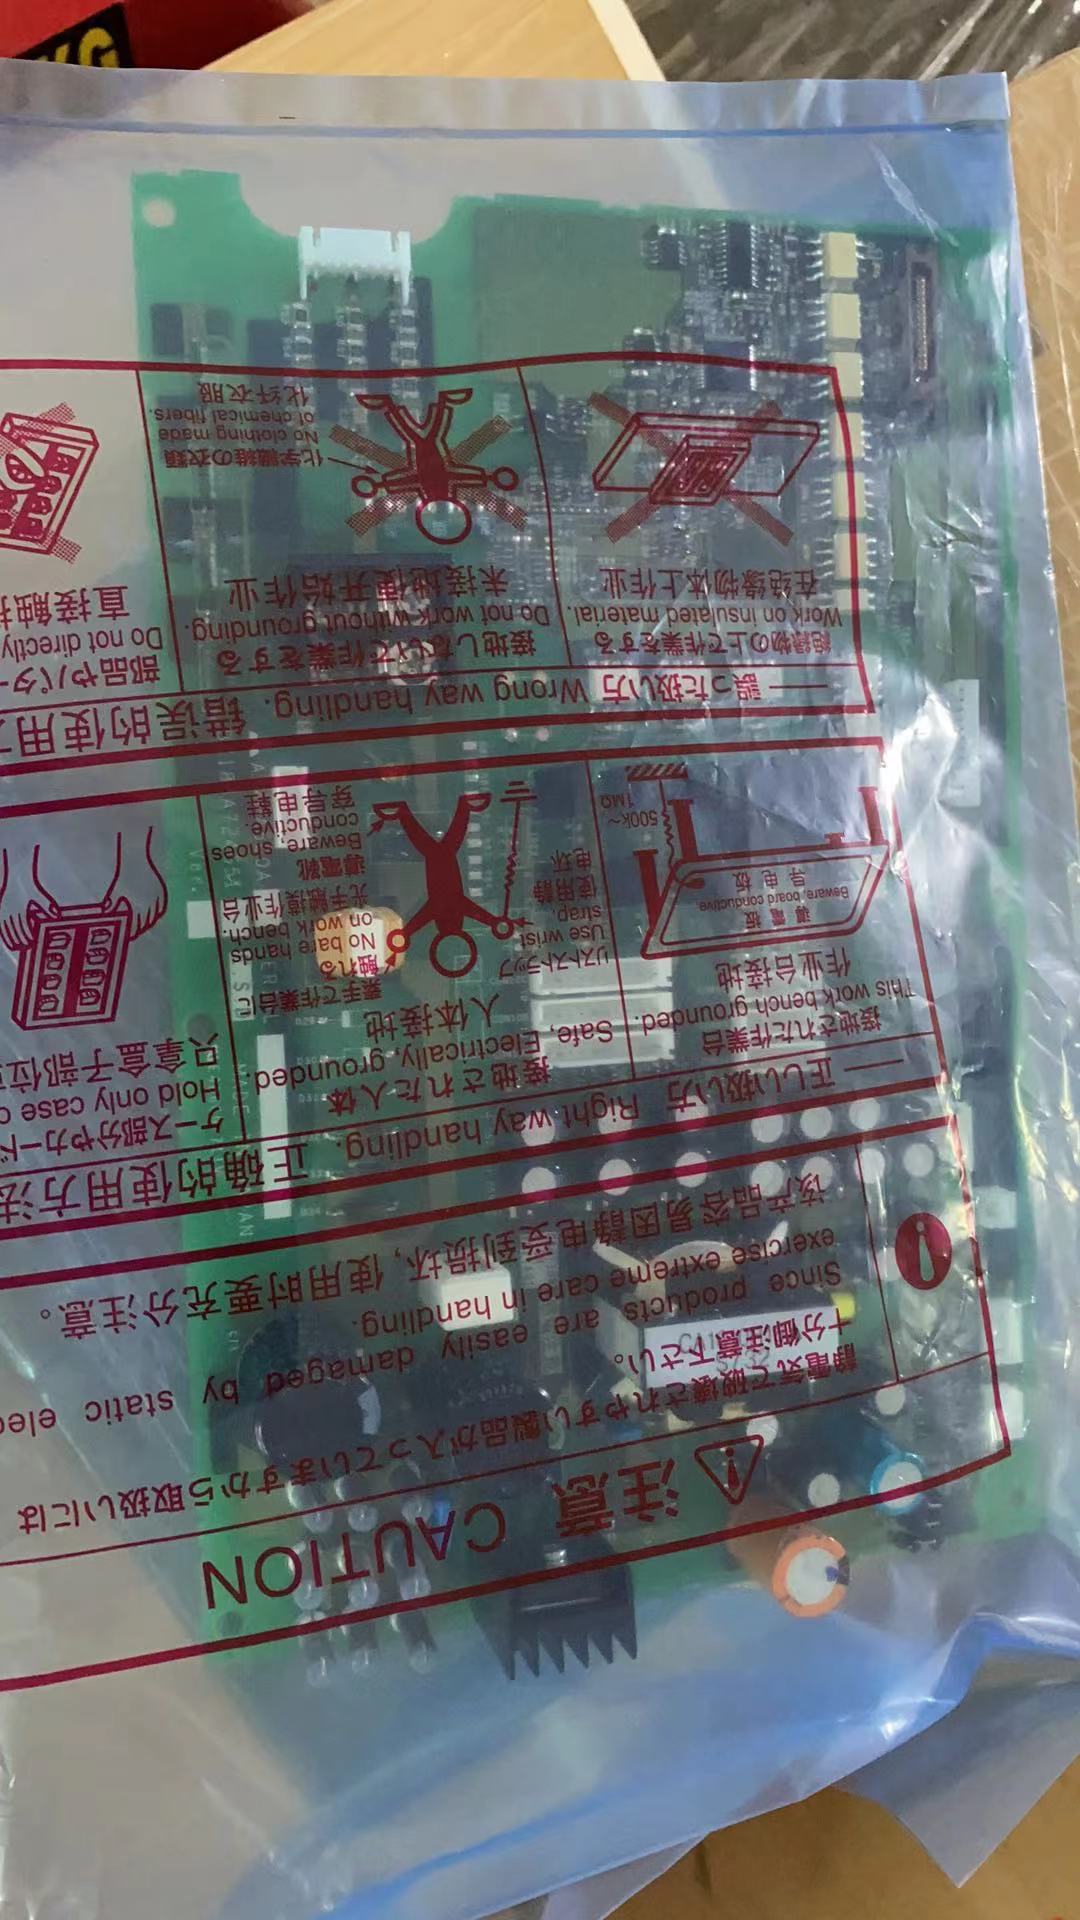 ⚠ 注意 CAUTION
静電気で破壊されやすい製品が入っていますから取扱いには
十分御注意下さい。
Since products are easily damaged by static elec
exercise extreme care in handling.
该产品容易因静电受到损坏，使用时要充分注意。
正しい扱い方 Right way handling. 正确的使用方法
接地された作業台
This work bench grounded.
作业台接地
導電板
Beware, board conductive.
导电板
500k~
1MΩ
接地された人体
Safe, Electrically, grounded.
人体接地
リストストラップ
Use wrist
strap.
使用静
电环
素手で作業台に
触れる
No bare hands
on work bench.
光手触摸作业台
導電靴
Beware, shoes
conductive.
穿导电鞋
ケース部分やカード
Hold only case o
只拿盒子部位
誤った扱い方 Wrong way handling. 错误的使用方
絶縁物の上で作業をする
Work on insulated material.
在绝缘物体上作业
接地しないで作業をする
Do not work without grounding.
未接地便开始作业
化学繊維の衣類
No clothing made
of chemical fibers.
化纤衣服
部品やパター
Do not directly
直接触摸
KG